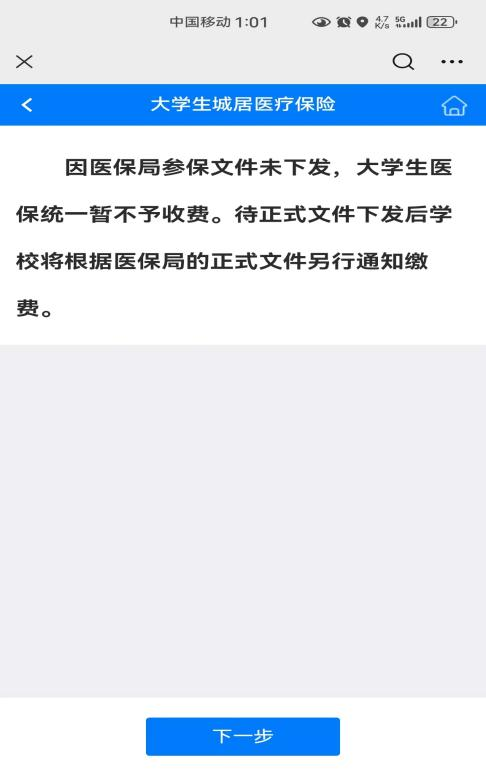 中国移动 1:01 4.7 K/s 5G 22
大学生城居医疗保险
因医保局参保文件未下发，大学生医
保统一暂不予收费。待正式文件下发后学
校将根据医保局的正式文件另行通知缴
费。
下一步